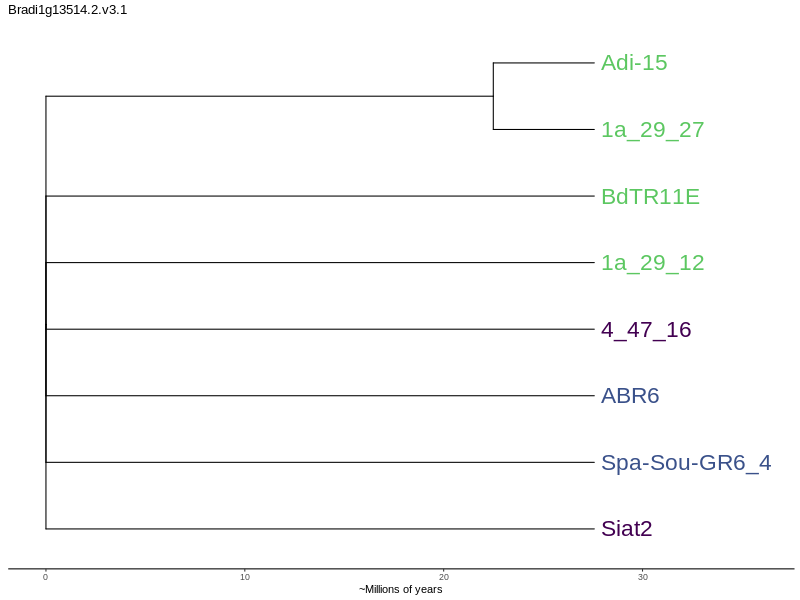 Bradi1g13514.2.v3.1
Adi-15
1a_29_27
BdTR11E
1a_29_12
4_47_16
ABR6
Spa-Sou-GR6_4
Siat2
0 10 20 30
~Millions of years